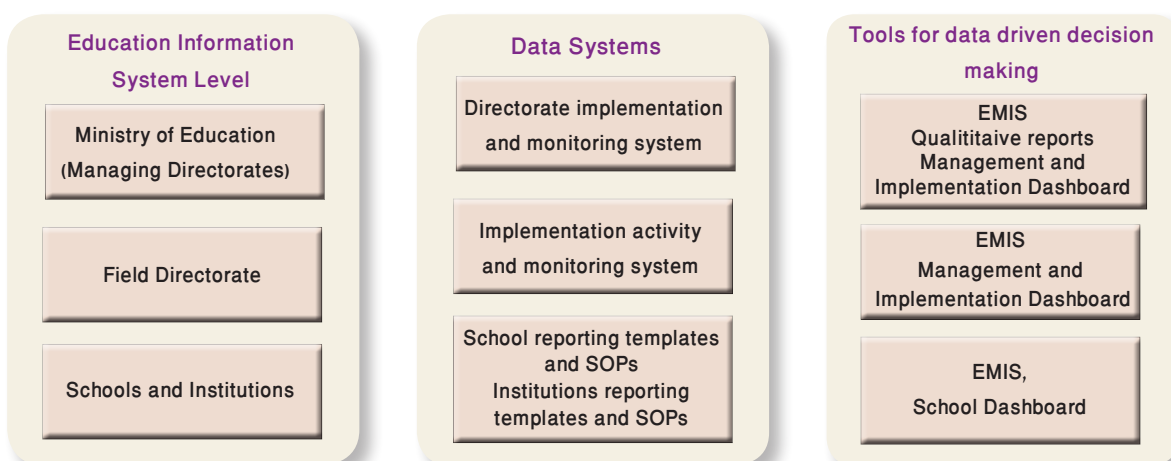 Education Information
System Level
Ministry of Education
(Managing Directorates)
Field Directorate
Schools and Institutions
Data Systems
Directorate implementation
and monitoring system
Implementation activity
and monitoring system
School reporting templates
and SOPs
Institutions reporting
templates and SOPs
Tools for data driven decision
making
EMIS
Qualititaive reports
Management and
Implementation Dashboard
EMIS
Management and
Implementation Dashboard
EMIS,
School Dashboard